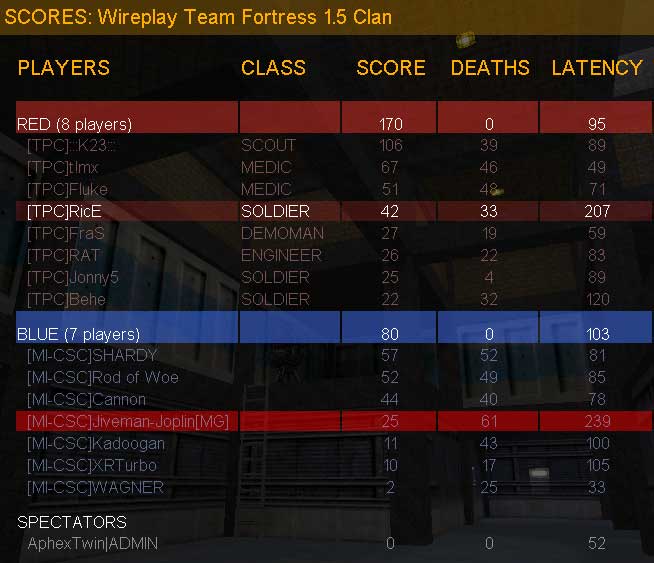 SCORES: Wireplay Team Fortress 1.5 Clan
PLAYERS CLASS SCORE DEATHS LATENCY
RED (8 players) 170 0 95
[TPC]:::K23::: SCOUT 106 39 89
[TPC]tImx MEDIC 67 46 49
[TPC]Fluke MEDIC 51 48 71
[TPC]RicE SOLDIER 42 33 207
[TPC]FraS DEMOMAN 27 19 59
[TPC]RAT ENGINEER 26 22 83
[TPC]Jonny5 SOLDIER 25 4 89
[TPC]Behe SOLDIER 22 32 120
BLUE (7 players) 80 0 103
[MI-CSC]SHARDY 57 52 81
[MI-CSC]Rod of Woe 52 49 85
[MI-CSC]Cannon 44 40 78
[MI-CSC]Jiveman-Joplin[MG] 25 61 239
[MI-CSC]Kadoogan 11 43 100
[MI-CSC]XRTurbo 10 17 105
[MI-CSC]WAGNER 2 25 33
SPECTATORS
AphexTwin|ADMIN 0 0 52